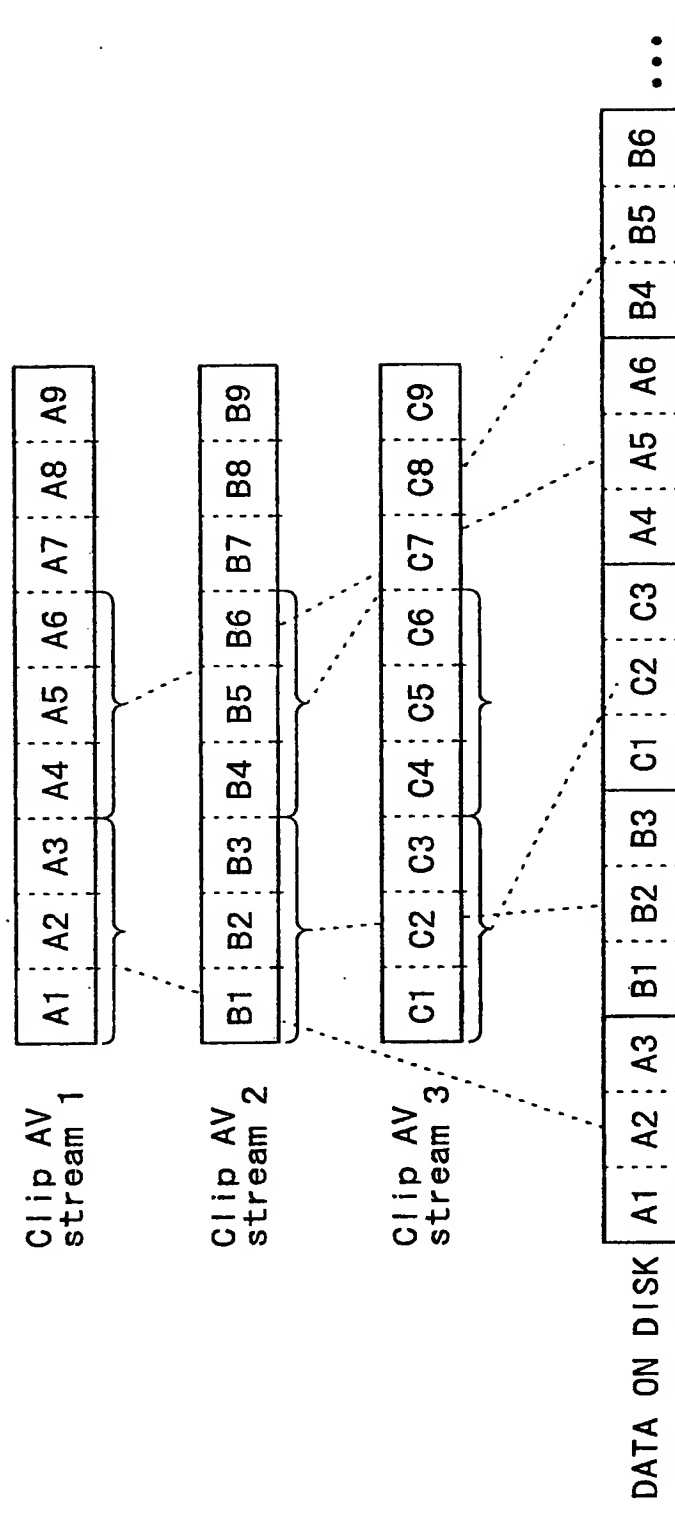 Clip AV
stream 1
A1 A2 A3 A4 A5 A6 A7 A8 A9
Clip AV
stream 2
B1 B2 B3 B4 B5 B6 B7 B8 B9
Clip AV
stream 3
C1 C2 C3 C4 C5 C6 C7 C8 C9
DATA ON DISK A1 A2 A3 B1 B2 B3 C1 C2 C3 A4 A5 A6 B4 B5 B6 •••